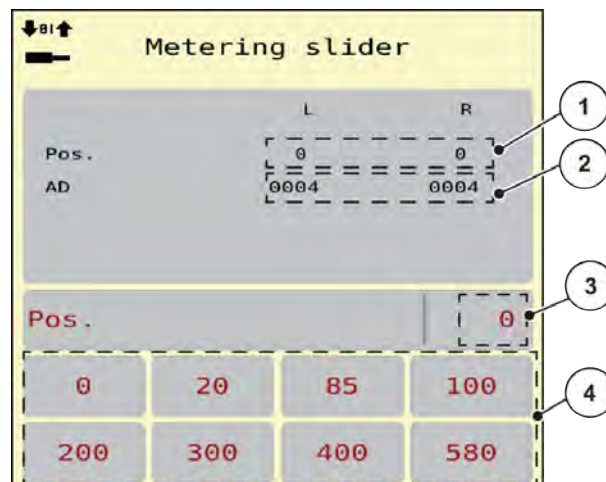 BI
Metering slider
L R
Pos. 0 0
AD 0004 0004
Pos. 0
0 20 85 100
200 300 400 580
1
2
3
4